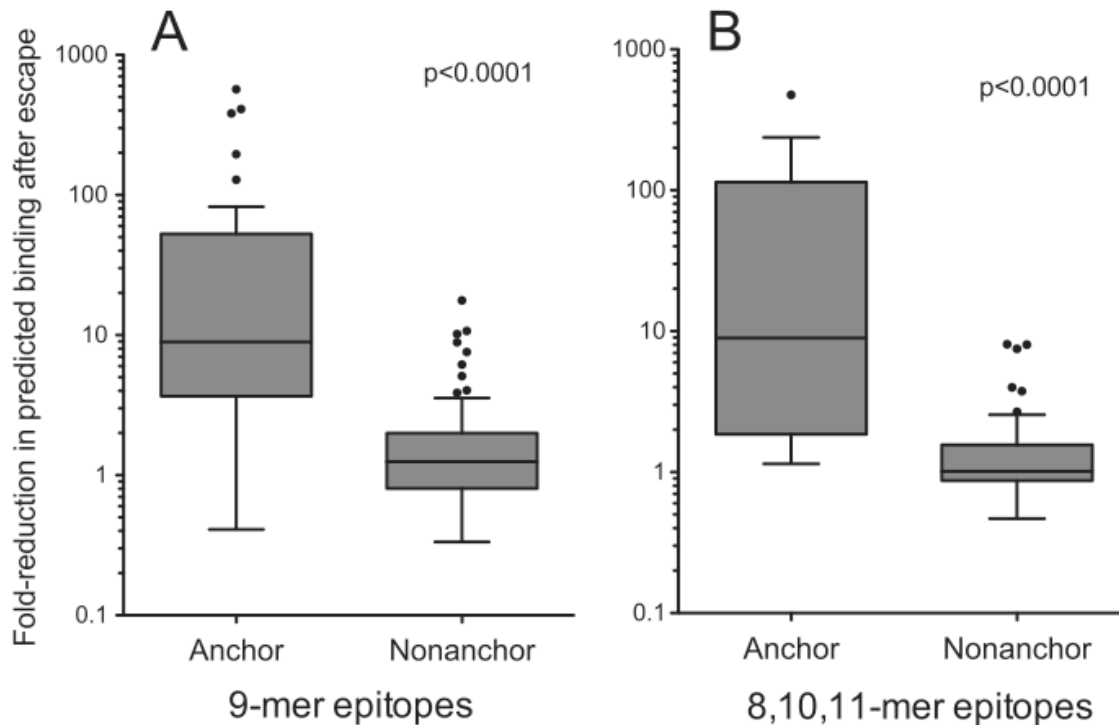 A
B
p<0.0001
p<0.0001
Fold-reduction in predicted binding after escape
1000
100
10
1
0.1
1000
100
10
1
0.1
Anchor
Nonanchor
Anchor
Nonanchor
9-mer epitopes
8,10,11-mer epitopes